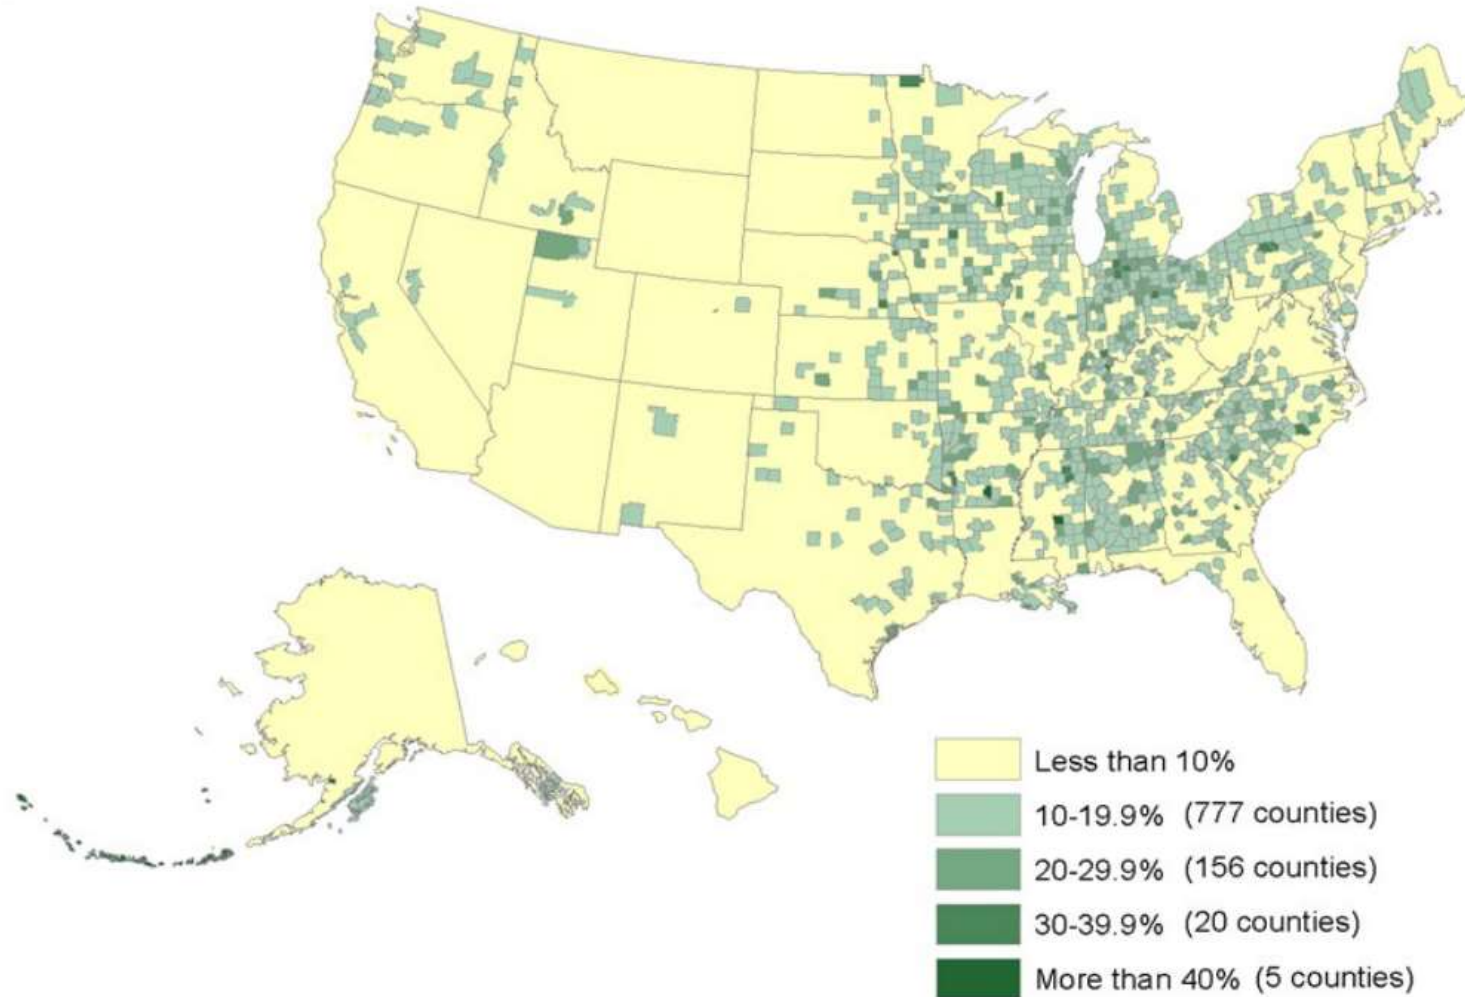 Less than 10%
10-19.9% (777 counties)
20-29.9% (156 counties)
30-39.9% (20 counties)
More than 40% (5 counties)